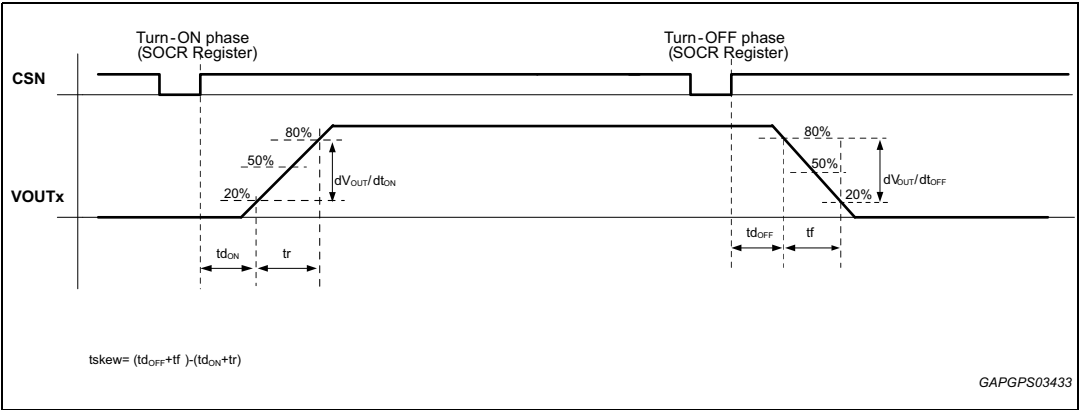 Turn-ON phase
(SOCR Register)
Turn-OFF phase
(SOCR Register)
CSN
80%
50%
20%
dVOUT/dtON
80%
50%
20%
dVOUT/dtOFF
VOUTx
tdON
tr
tdOFF
tf
tskew= (tdOFF+tf )-(tdON+tr)
GAPGPS03433